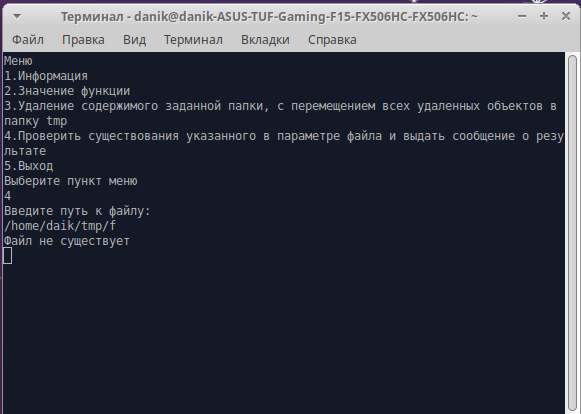 Терминал - danik@danik-ASUS-TUF-Gaming-F15-FX506HC-FX506HC: ~
Файл Правка Вид Терминал Вкладки Справка
Меню
1.Информация
2.Значение функции
3.Удаление содержимого заданной папки, с перемещением всех удаленных объектов в
папку tmp
4.Проверить существования указанного в параметре файла и выдать сообщение о резу
льтате
5.Выход
Выберите пункт меню
4
Введите путь к файлу:
/home/daik/tmp/f
Файл не существует